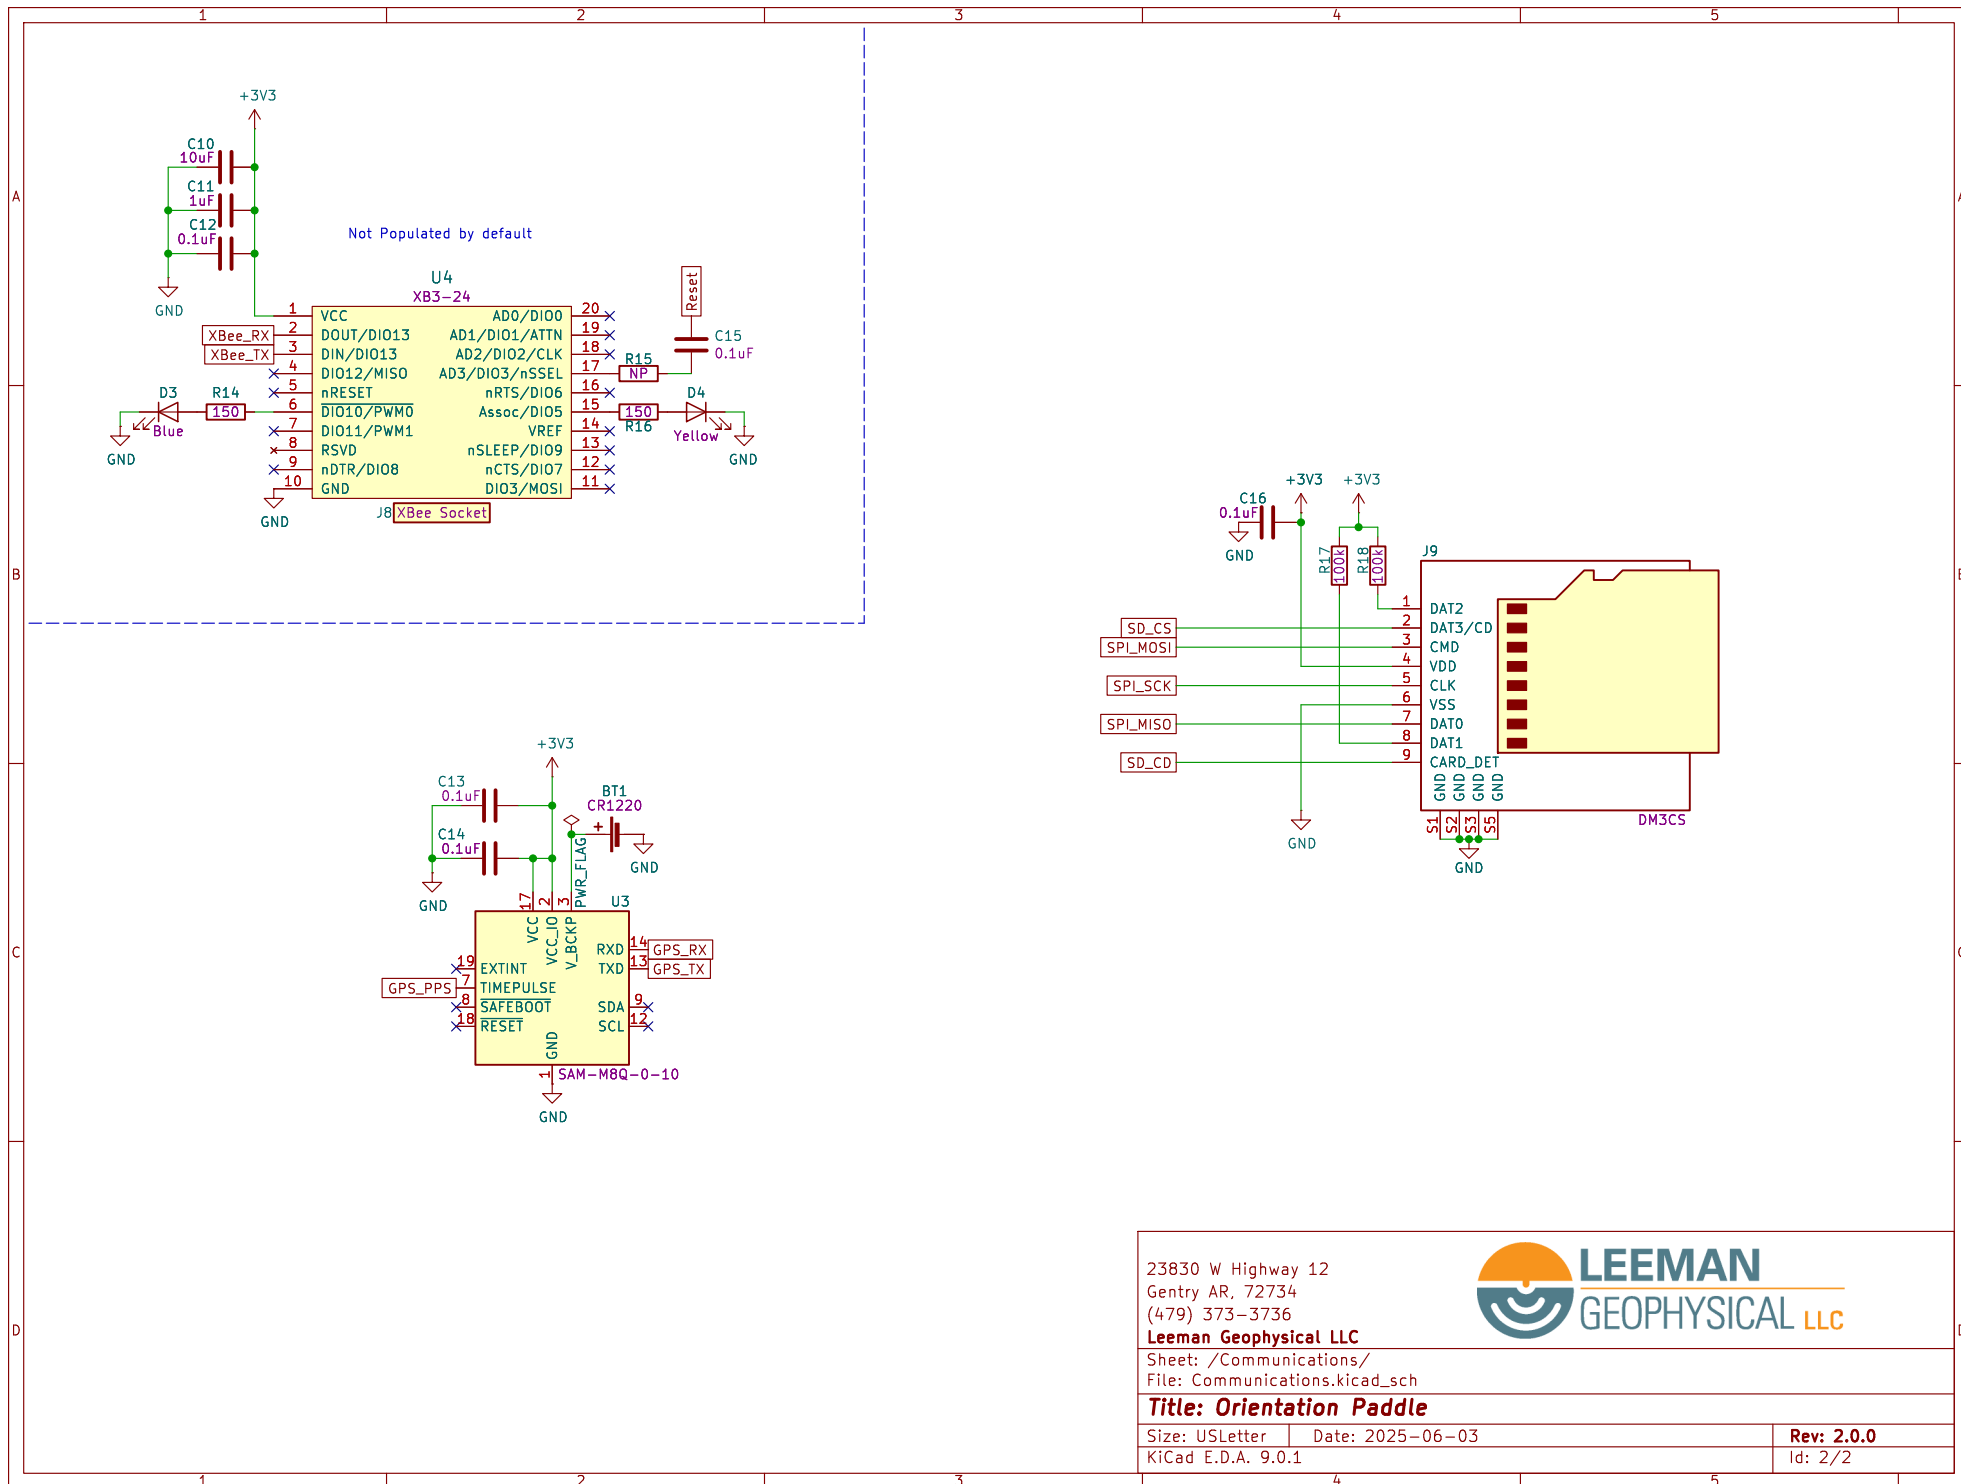 1 2 3 4 5
A
B
C
D
+3V3
C10
10uF
C11
1uF
C12
0.1uF
GND
Not Populated by default
U4
XB3-24
1 VCC
2 DOUT/DIO13
3 DIN/DIO13
4 DIO12/MISO
5 nRESET
6 DIO10/PWM0
7 DIO11/PWM1
8 RSVD
9 nDTR/DIO8
10 GND
AD0/DIO0 20
AD1/DIO1/ATTN 19
AD2/DIO2/CLK 18
AD3/DIO3/nSSEL 17
nRTS/DIO6 16
Assoc/DIO5 15
VREF 14
nSLEEP/DIO9 13
nCTS/DIO7 12
DIO3/MOSI 11
XBee_RX
XBee_TX
D3
Blue
R14
150
GND
GND
J8 XBee Socket
Reset
C15
0.1uF
R15
NP
150
R16
D4
Yellow
GND
+3V3
C13
0.1uF
C14
0.1uF
GND
BT1
CR1220
+
GND
PWR_FLAG
U3
17 VCC
2 VCC_IO
3 V_BCKP
RXD 14 GPS_RX
TXD 13 GPS_TX
19 EXTINT
GPS_PPS 7 TIMEPULSE
8 SAFEBOOT
18 RESET
SDA 9
SCL 12
GND 1
SAM-M8Q-0-10
GND
+3V3
+3V3
C16
0.1uF
GND
R17
100k
R18
100k
J9
1 DAT2
SD_CS 2 DAT3/CD
SPI_MOSI 3 CMD
4 VDD
SPI_SCK 5 CLK
6 VSS
SPI_MISO 7 DAT0
8 DAT1
SD_CD 9 CARD_DET
GND GND GND GND
S1 S2 S3 S5
DM3CS
GND
GND
23830 W Highway 12
Gentry AR, 72734
(479) 373-3736
Leeman Geophysical LLC
LEEMAN
GEOPHYSICAL LLC
Sheet: /Communications/
File: Communications.kicad_sch
Title: Orientation Paddle
Size: USLetter Date: 2025-06-03 Rev: 2.0.0
KiCad E.D.A. 9.0.1 Id: 2/2
1 2 3 4 5